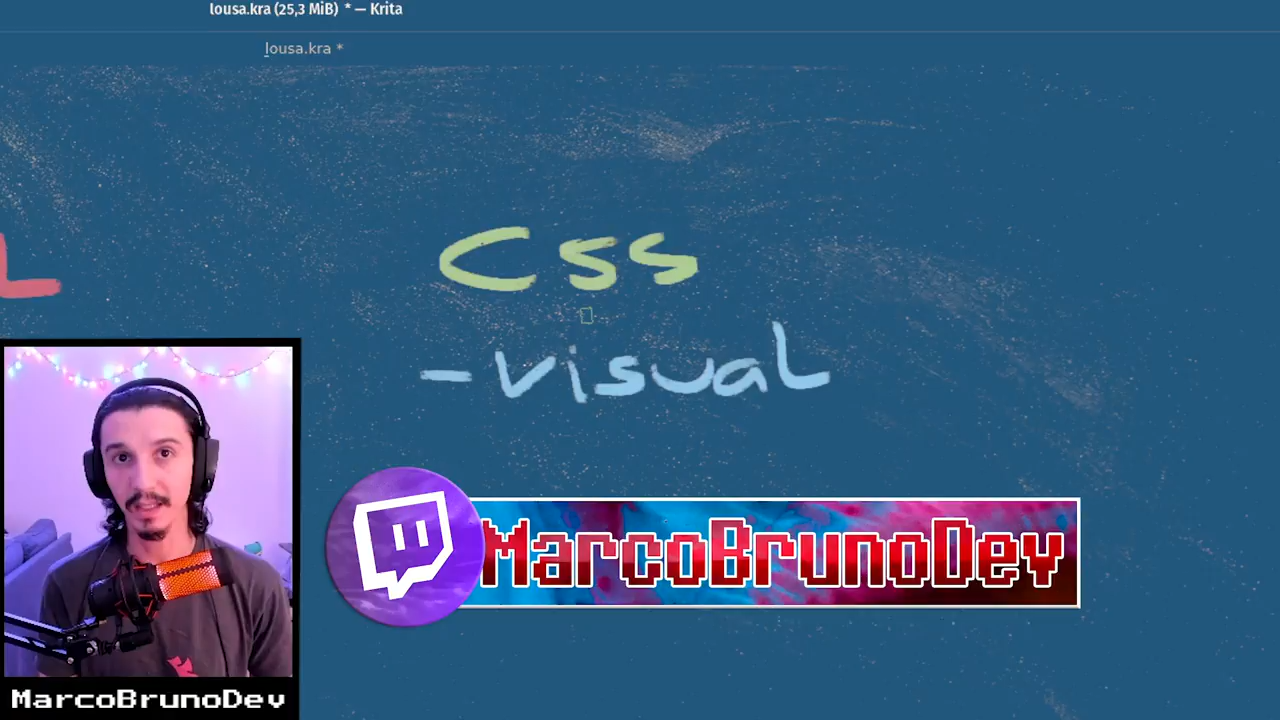 lousa.kra (25,3 MiB) * — Krita
lousa.kra *
L
Css
-visual
MarcoBrunoDev
MarcoBrunoDev